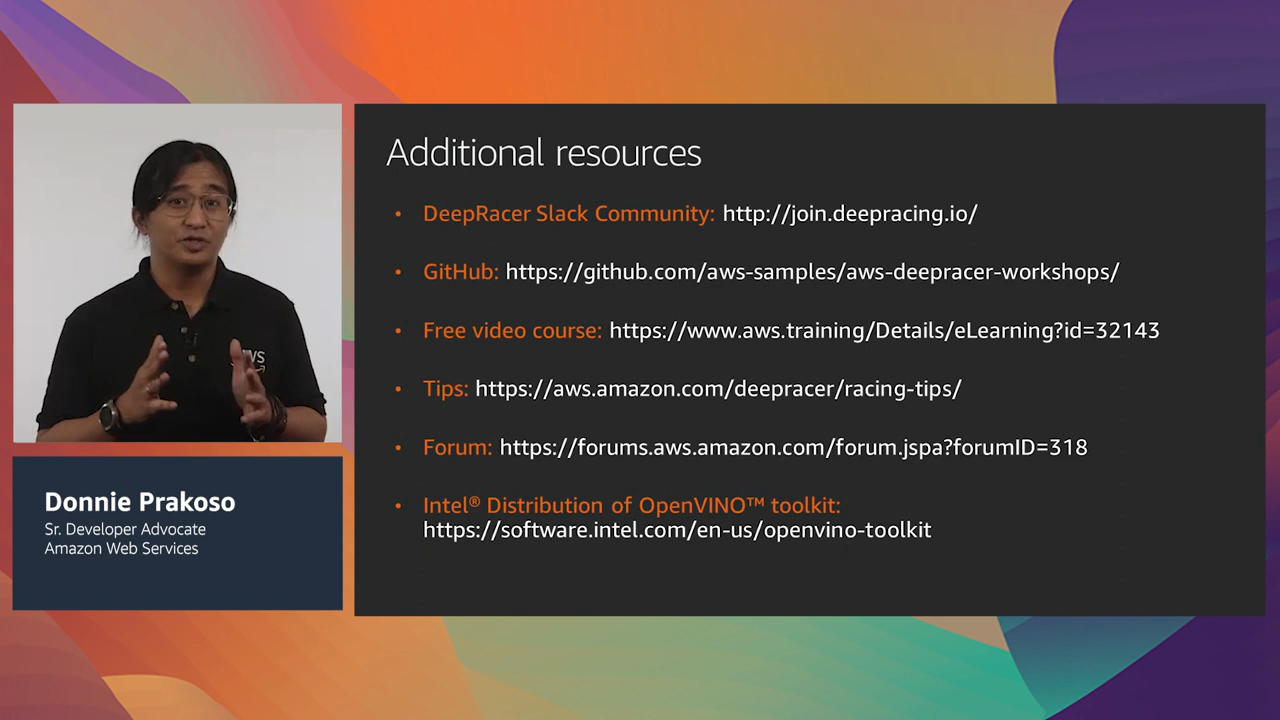 Additional resources
• DeepRacer Slack Community: http://join.deepracing.io/
• GitHub: https://github.com/aws-samples/aws-deepracer-workshops/
• Free video course: https://www.aws.training/Details/eLearning?id=32143
• Tips: https://aws.amazon.com/deepracer/racing-tips/
• Forum: https://forums.aws.amazon.com/forum.jspa?forumID=318
• Intel® Distribution of OpenVINO™ toolkit:
https://software.intel.com/en-us/openvino-toolkit
Donnie Prakoso
Sr. Developer Advocate
Amazon Web Services